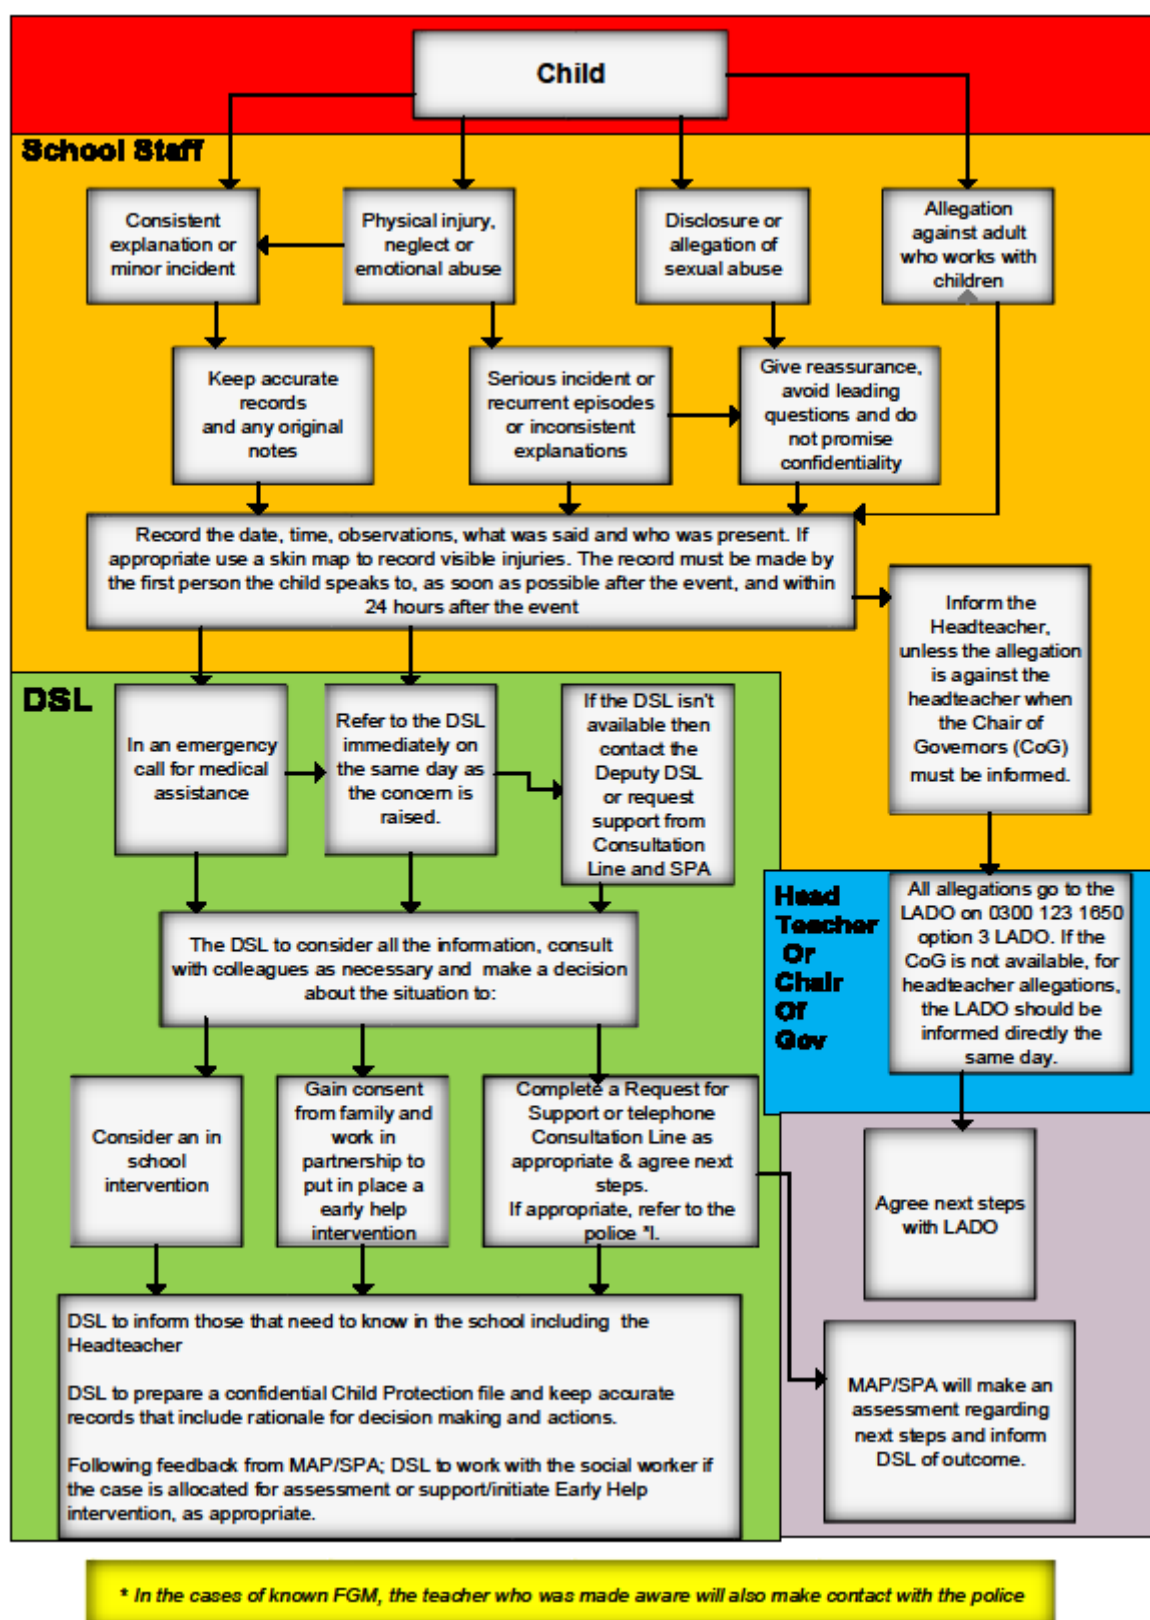 Child
School Staff
Consistent
explanation or
minor incident
Physical injury,
neglect or
emotional abuse
Disclosure or
allegation of
sexual abuse
Allegation
against adult
who works with
children
Keep accurate
records
and any original
notes
Serious incident or
recurrent episodes
or inconsistent
explanations
Give reassurance,
avoid leading
questions and do
not promise
confidentiality
Record the date, time, observations, what was said and who was present. If
appropriate use a skin map to record visible injuries. The record must be made by
the first person the child speaks to, as soon as possible after the event, and within
24 hours after the event
Inform the
Headteacher,
unless the allegation
is against the
headteacher when
the Chair of
Governors (CoG)
must be informed.
DSL
In an emergency
call for medical
assistance
Refer to the DSL
immediately on
the same day as
the concern is
raised.
If the DSL isn't
available then
contact the
Deputy DSL
or request
support from
Consultation
Line and SPA
Head
Teacher
Or
Chair
Of
Gov
All allegations go to the
LADO on 0300 123 1650
option 3 LADO. If the
CoG is not available, for
headteacher allegations,
the LADO should be
informed directly the
same day.
The DSL to consider all the information, consult
with colleagues as necessary and make a decision
about the situation to:
Consider an in
school
intervention
Gain consent
from family and
work in
partnership to
put in place a
early help
intervention
Complete a Request for
Support or telephone
Consultation Line as
appropriate & agree next
steps.
If appropriate, refer to the
police *I.
Agree next steps
with LADO
DSL to inform those that need to know in the school including the
Headteacher
DSL to prepare a confidential Child Protection file and keep accurate
records that include rationale for decision making and actions.
Following feedback from MAP/SPA; DSL to work with the social worker if
the case is allocated for assessment or support/initiate Early Help
intervention, as appropriate.
MAP/SPA will make an
assessment regarding
next steps and inform
DSL of outcome.
* In the cases of known FGM, the teacher who was made aware will also make contact with the police